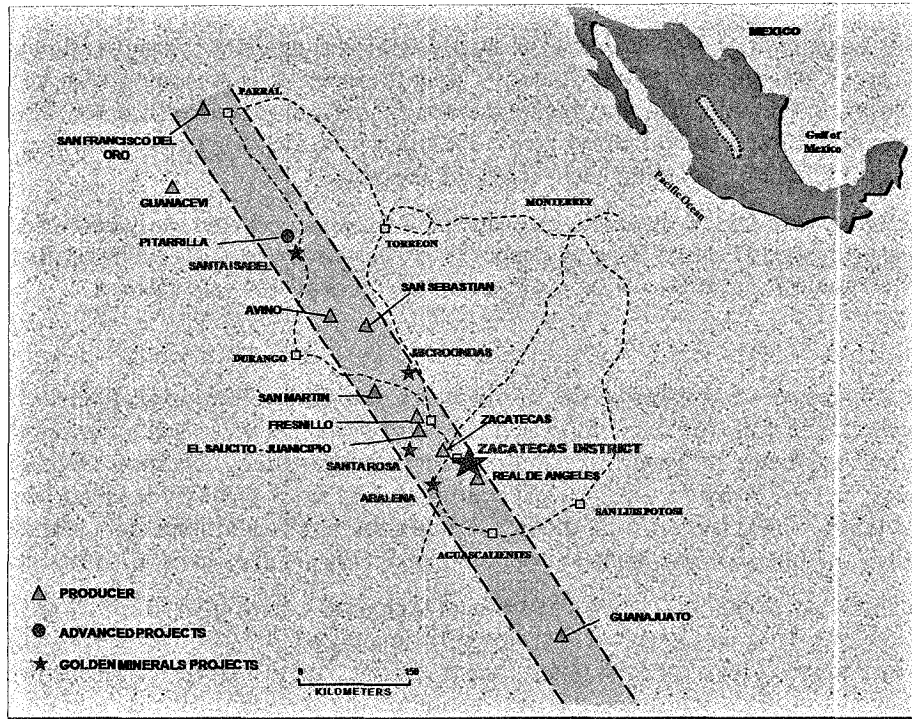 MEXICO
Gulf of
Mexico
Pacific Ocean
PARRAL
SAN FRANCISCO DEL
ORO
GUANACEVI
MONTERREY
PITARRILLA
TORREON
SANTA ISABEL
SAN SEBASTIAN
AVINO
DURANGO
MICROONDAS
SAN MARTIN
FRESNILLO
ZACATECAS
EL SAUCITO - JUANICIPIO
ZACATECAS DISTRICT
SANTA ROSA
REAL DE ANGELES
ABALENA
SAN LUIS POTOSI
AGUASCALIENTES
PRODUCER
GUANAJUATO
ADVANCED PROJECTS
GOLDEN MINERALS PROJECTS
0 150
KILOMETERS